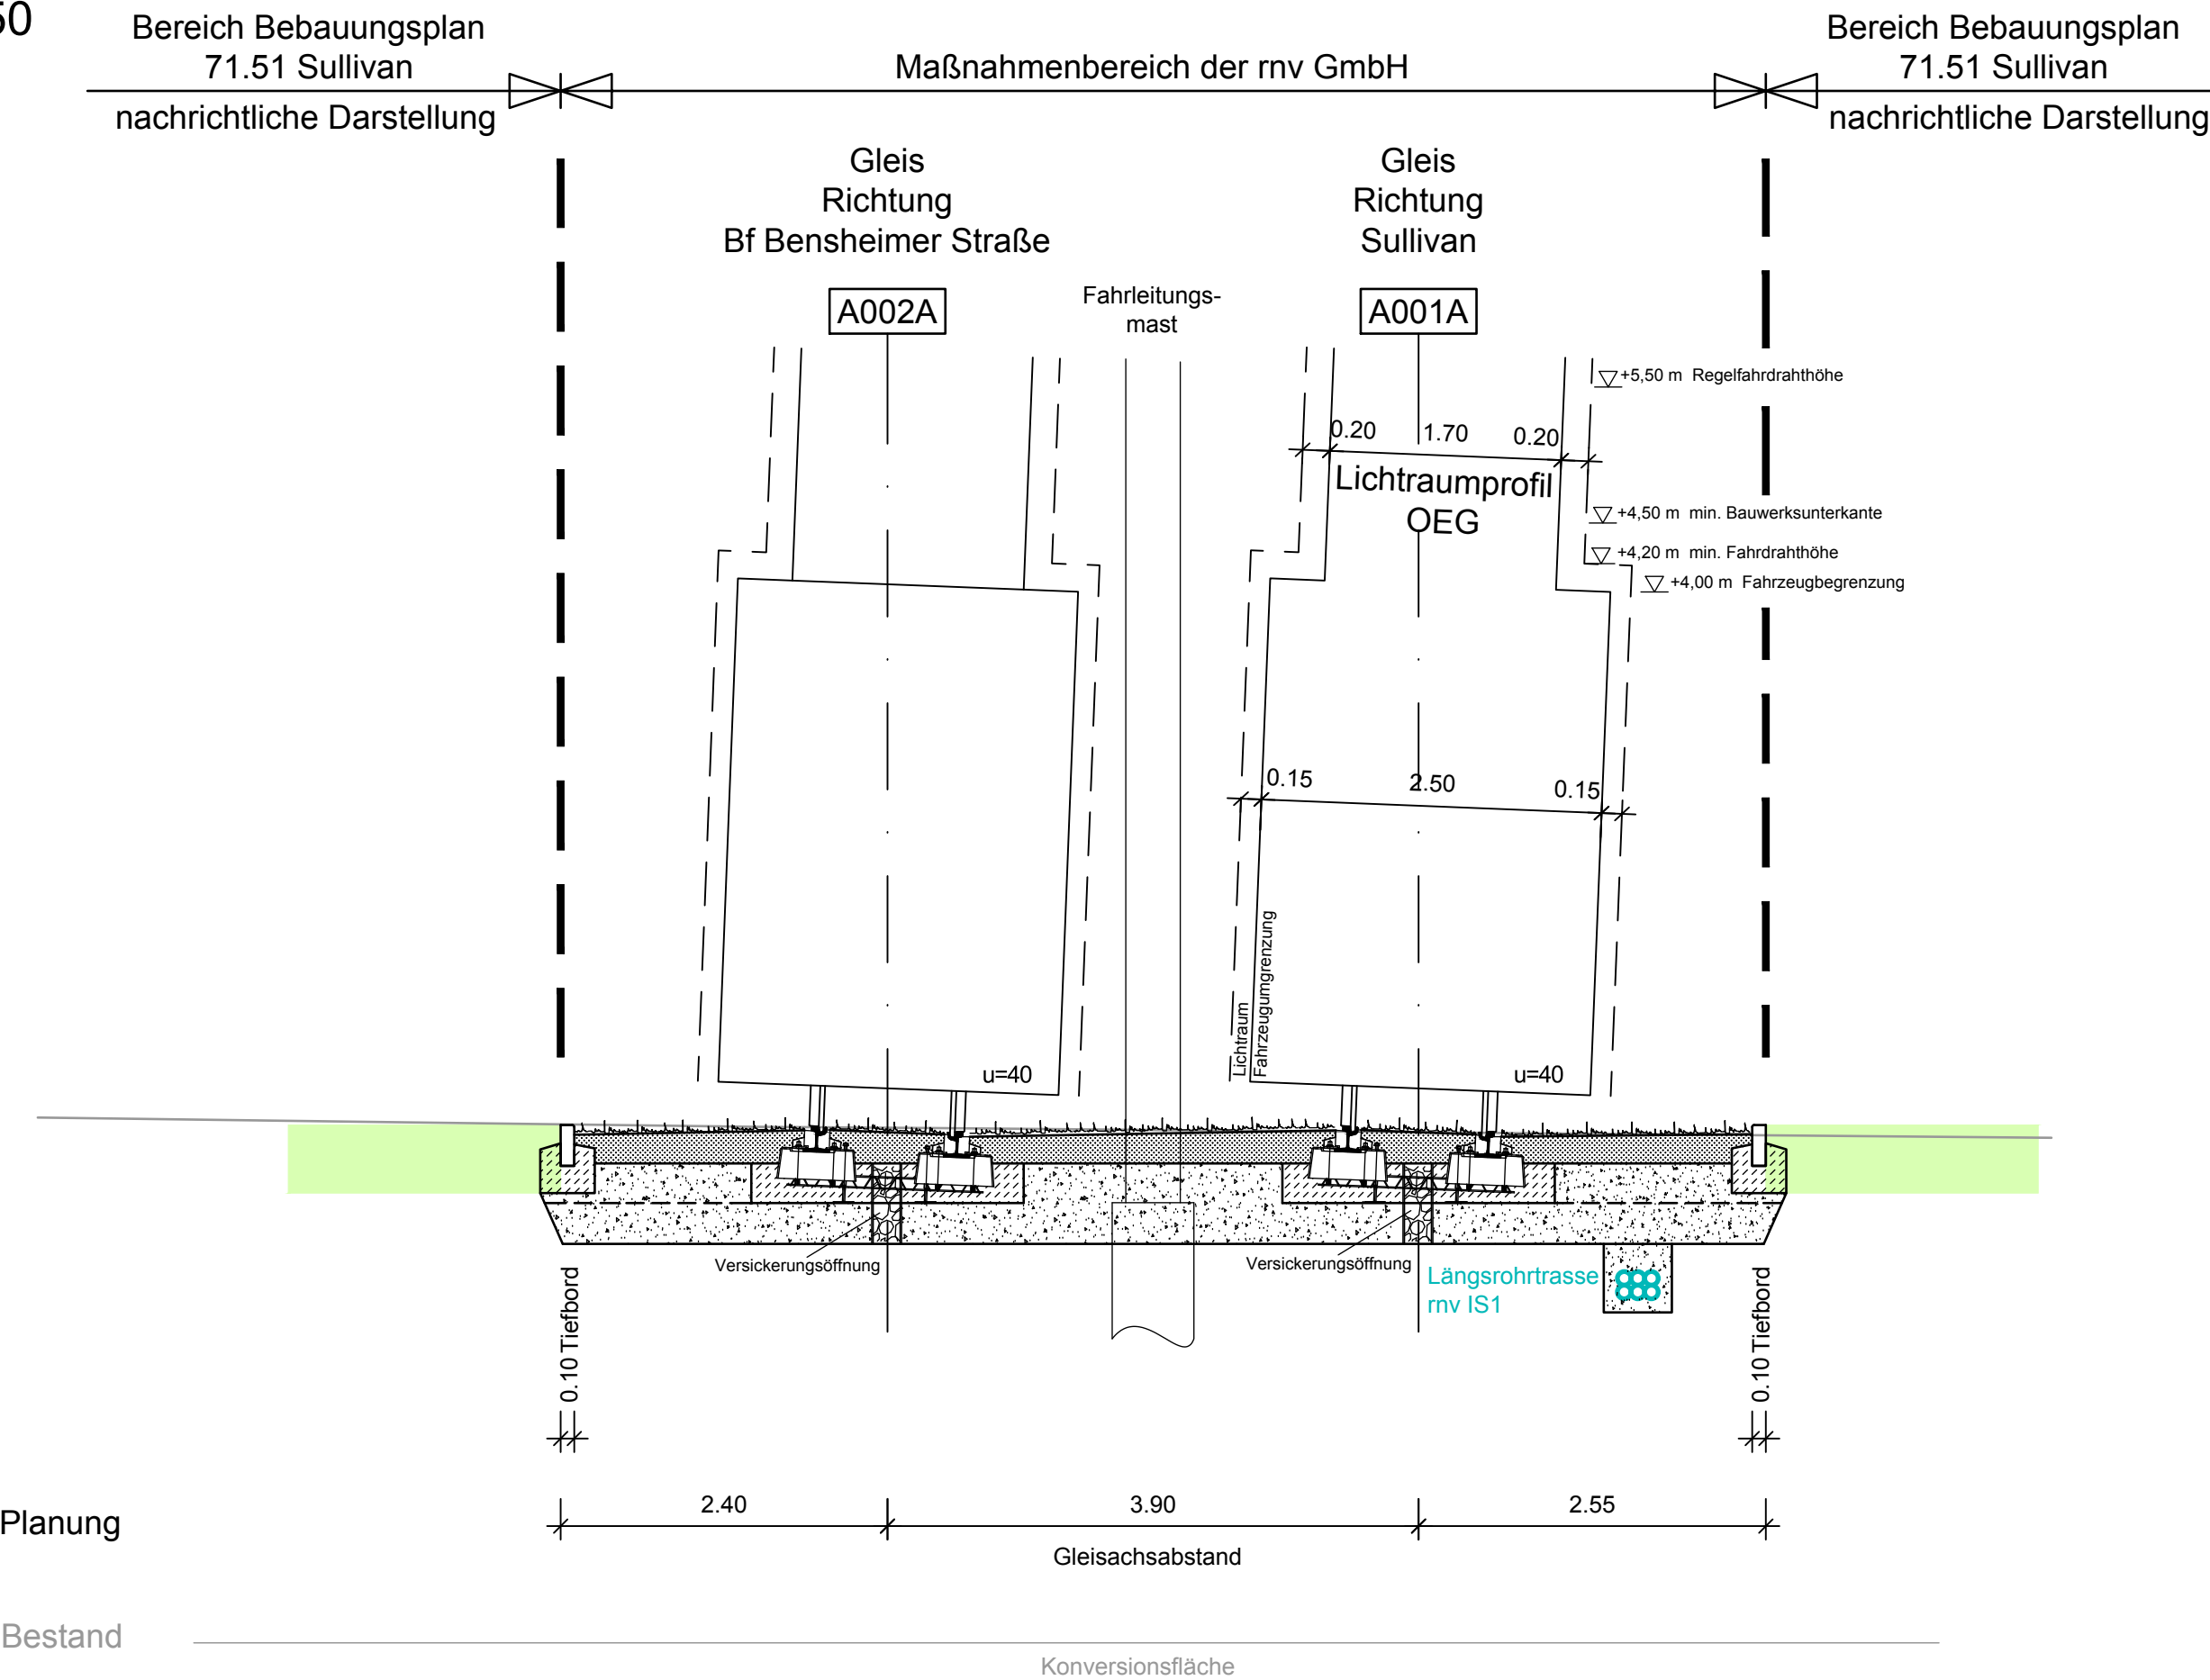 50
Bereich Bebauungsplan
71.51 Sullivan
nachrichtliche Darstellung
Maßnahmenbereich der rnv GmbH
Bereich Bebauungsplan
71.51 Sullivan
nachrichtliche Darstellung
Gleis
Richtung
Bf Bensheimer Straße
A002A
Fahrleitungs-
mast
Gleis
Richtung
Sullivan
A001A
+5,50 m Regelfahrdrahthöhe
0.20 1.70 0.20
Lichtraumprofil
OEG
+4,50 m min. Bauwerksunterkante
+4,20 m min. Fahrdrahthöhe
+4,00 m Fahrzeugbegrenzung
0.15 2.50 0.15
Lichtraum
Fahrzeugumgrenzung
u=40
u=40
Versickerungsöffnung
Versickerungsöffnung
Längsrohrtrasse
rnv IS1
0.10 Tiefbord
0.10 Tiefbord
Planung
2.40 3.90 2.55
Gleisachsabstand
Bestand
Konversionsfläche